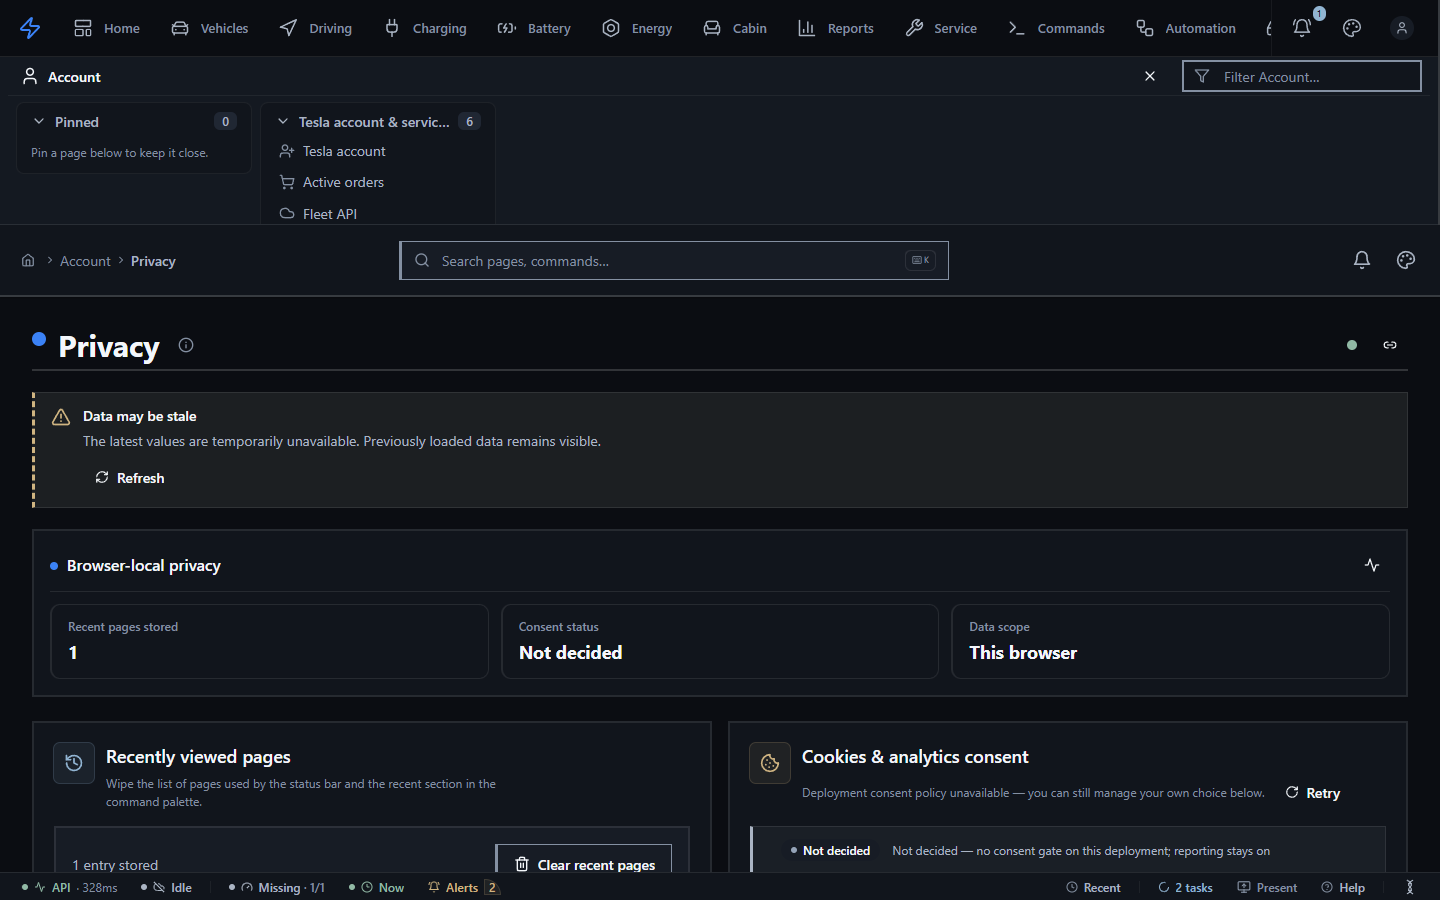 Home
Vehicles
Driving
Charging
Battery
Energy
Cabin
Reports
Service
Commands
Automation
1
Account
Filter Account...
Pinned
0
Pin a page below to keep it close.
Tesla account & servic...
6
Tesla account
Active orders
Fleet API
Account
Privacy
Search pages, commands...
K
Privacy
Data may be stale
The latest values are temporarily unavailable. Previously loaded data remains visible.
Refresh
Browser-local privacy
Recent pages stored
1
Consent status
Not decided
Data scope
This browser
Recently viewed pages
Wipe the list of pages used by the status bar and the recent section in the
command palette.
1 entry stored
Clear recent pages
Cookies & analytics consent
Deployment consent policy unavailable — you can still manage your own choice below.
Retry
Not decided
Not decided — no consent gate on this deployment; reporting stays on
API · 328ms
Idle
Missing · 1/1
Now
Alerts 2
Recent
2 tasks
Present
Help